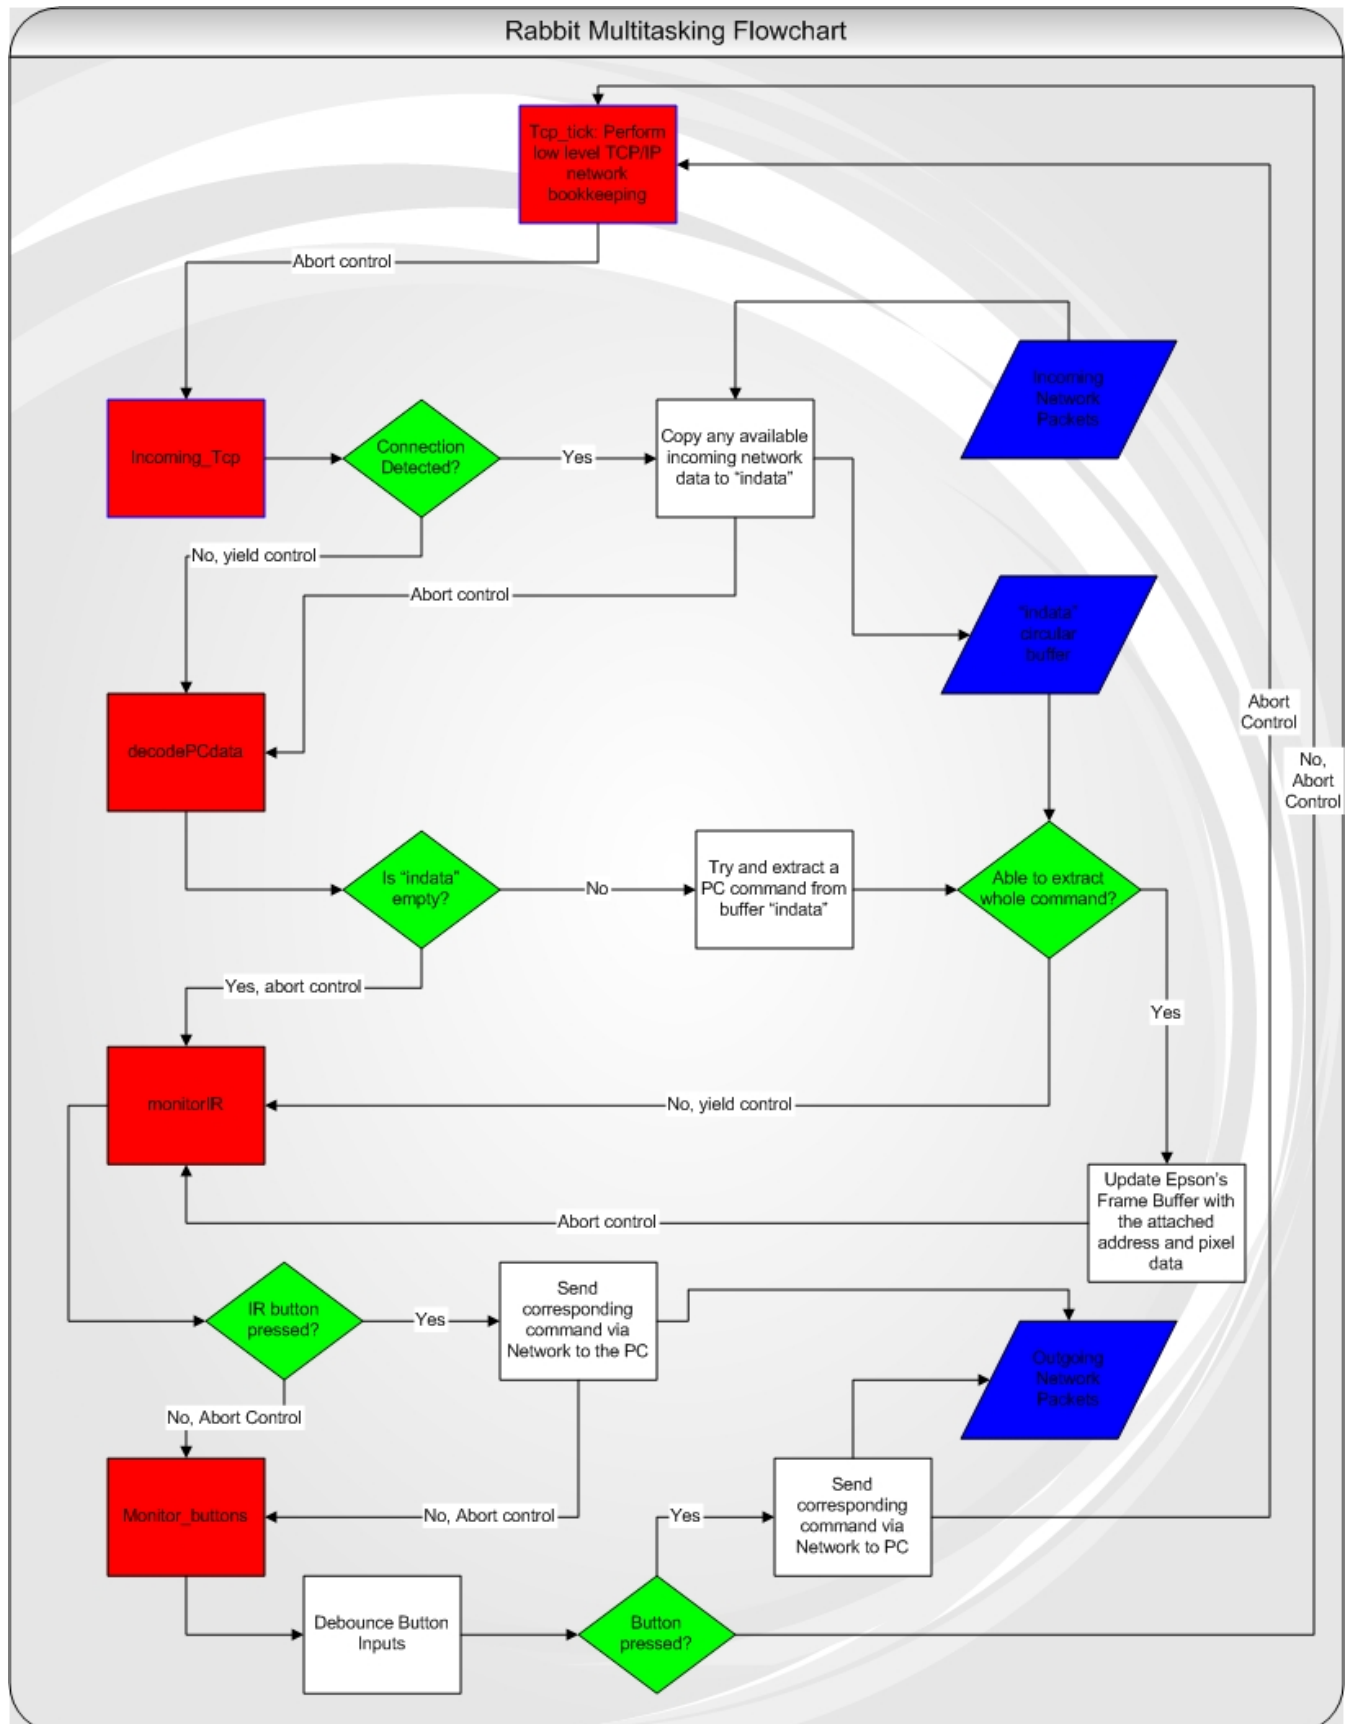 Rabbit Multitasking Flowchart
Tcp_tick: Perform
low level TCP/IP
network
bookkeeping
Abort control
Incoming
Network
Packets
Incoming_Tcp
Connection
Detected?
Yes
Copy any available
incoming network
data to “indata”
No, yield control
Abort control
“indata”
circular
buffer
Abort
Control
No,
Abort
Control
decodePCdata
Is “indata”
empty?
No
Try and extract a
PC command from
buffer “indata”
Able to extract
whole command?
Yes, abort control
Yes
monitorIR
No, yield control
Update Epson's
Frame Buffer with
the attached
address and pixel
data
Abort control
IR button
pressed?
Yes
Send
corresponding
command via
Network to the PC
Outgoing
Network
Packets
No, Abort Control
Monitor_buttons
No, Abort control
Yes
Send
corresponding
command via
Network to PC
Debounce Button
Inputs
Button
pressed?